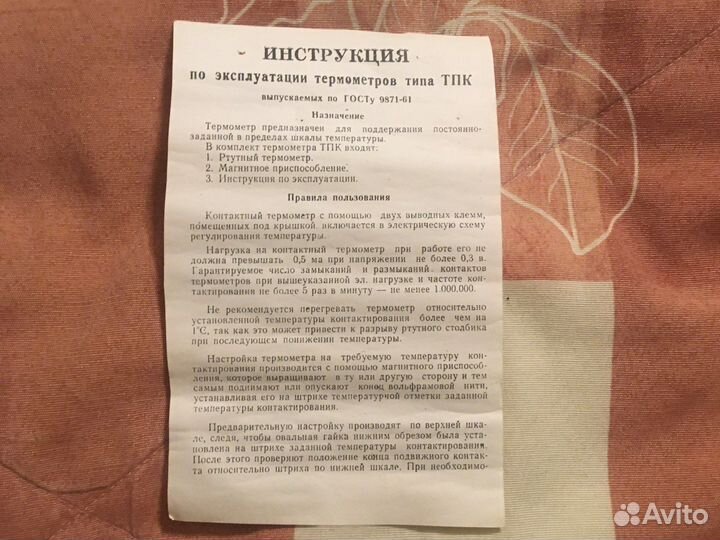 ИНСТРУКЦИЯ
по эксплуатации термометров типа ТПК
выпускаемых по ГОСТу 9871-61
Назначение
Термометр предназначен для поддержания постоянно-
заданной в пределах шкалы температуры.
В комплект термометра ТПК входят:
1. Ртутный термометр.
2. Магнитное приспособление.
3. Инструкция по эксплуатации.
Правила пользования
Контактный термометр с помощью двух выводных клемм,
помещенных под крышкой, включается в электрическую схему
регулирования температуры.
Нагрузка на контактный термометр при работе его не
должна превышать 0,5 ма при напряжении не более 0,3 в.
Гарантируемое число замыканий и размыканий контактов
термометров при вышеуказанной эл. нагрузке и частоте кон-
тактирования не более 5 раз в минуту — не менее 1.000.000.
Не рекомендуется перегревать термометр относительно
установленной температуры контактирования более чем на
1°С, так как это может привести к разрыву ртутного столбика
при последующем понижении температуры.
Настройка термометра на требуемую температуру кон-
тактирования производится с помощью магнитного приспособ-
ления, которое выращивают в ту или другую сторону и тем
самым поднимают или опускают конец вольфрамовой нити,
устанавливая его на штрихе температурной отметки заданной
температуры контактирования.
Предварительную настройку производят по верхней шка-
ле, следя, чтобы овальная гайка нижним обрезом была уста-
новлена на штрихе заданной температуры контактирования.
После этого проверяют положение конца подвижного контак-
та относительно штриха по нижней шкале. При необходимо-
Avito